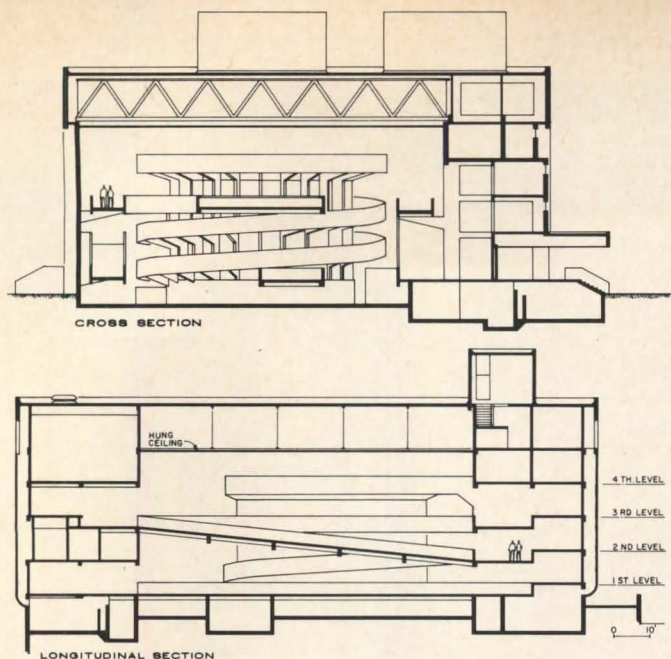 CROSS SECTION
HUNG
CEILING
4 TH LEVEL
3 RD LEVEL
2 ND LEVEL
1 ST LEVEL
0 10'
LONGITUDINAL SECTION